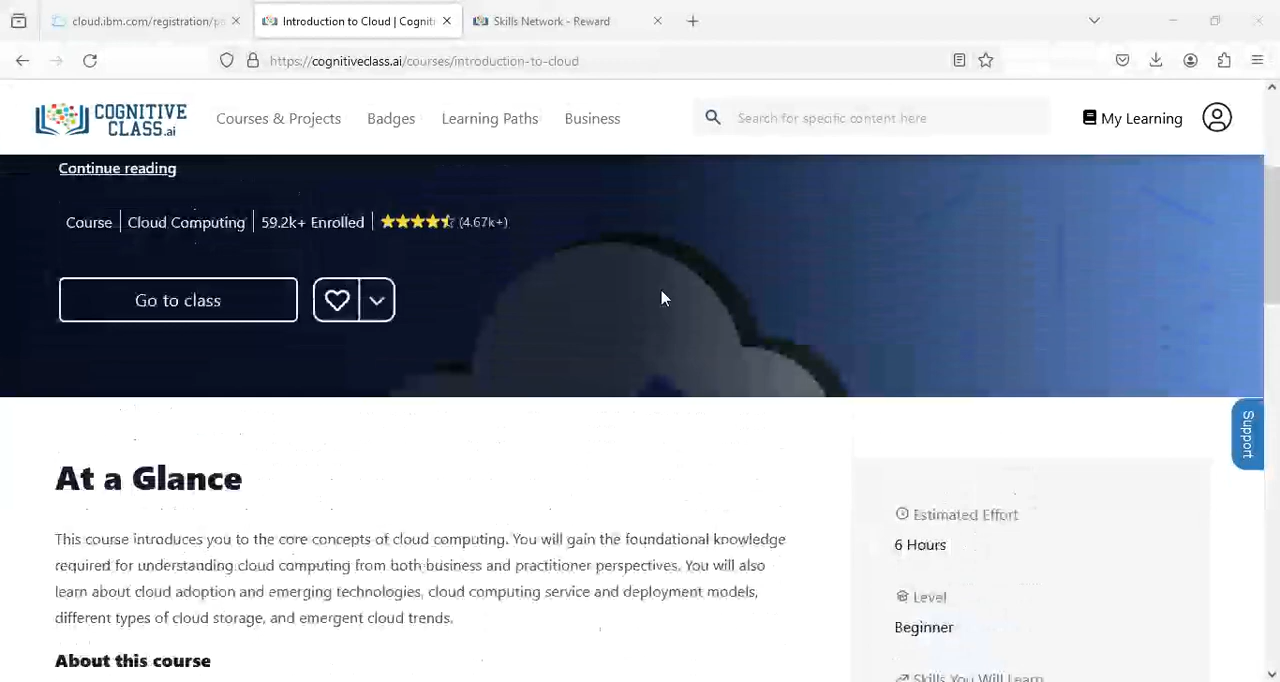 cloud.ibm.com/registration/p
Introduction to Cloud | Cognit
Skills Network - Reward
https://cognitiveclass.ai/courses/introduction-to-cloud
COGNITIVE
CLASS.ai
Courses & Projects
Badges
Learning Paths
Business
Search for specific content here
My Learning
Continue reading
Course
Cloud Computing
59.2k+ Enrolled
(4.67k+)
Go to class
Support
At a Glance
This course introduces you to the core concepts of cloud computing. You will gain the foundational knowledge
required for understanding cloud computing from both business and practitioner perspectives. You will also
learn about cloud adoption and emerging technologies, cloud computing service and deployment models,
different types of cloud storage, and emergent cloud trends.
About this course
Estimated Effort
6 Hours
Level
Beginner
Skills You Will Learn